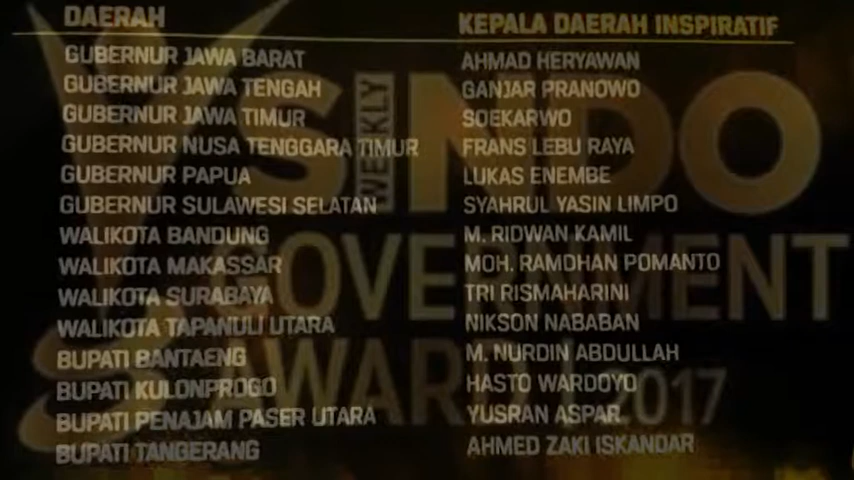 DAERAH KEPALA DAERAH INSPIRATIF
GUBERNUR JAWA BARAT AHMAD HERYAWAN
GUBERNUR JAWA TENGAH GANJAR PRANOWO
GUBERNUR JAWA TIMUR SOEKARWO
GUBERNUR NUSA TENGGARA TIMUR FRANS LEBU RAYA
GUBERNUR PAPUA LUKAS ENEMBE
GUBERNUR SULAWESI SELATAN SYAHRUL YASIN LIMPO
WALIKOTA BANDUNG M. RIDWAN KAMIL
WALIKOTA MAKASSAR MOH. RAMDHAN POMANTO
WALIKOTA SURABAYA TRI RISMAHARINI
WALIKOTA TAPANULI UTARA NIKSON NABABAN
BUPATI BANTAENG M. NURDIN ABDULLAH
BUPATI KULONPROGO HASTO WARDOYO
BUPATI PENAJAM PASER UTARA YUSRAN ASPAR
BUPATI TANGERANG AHMED ZAKI ISKANDAR
SINDO
WEEKLY
GOVERNMENT
AWARD 2017